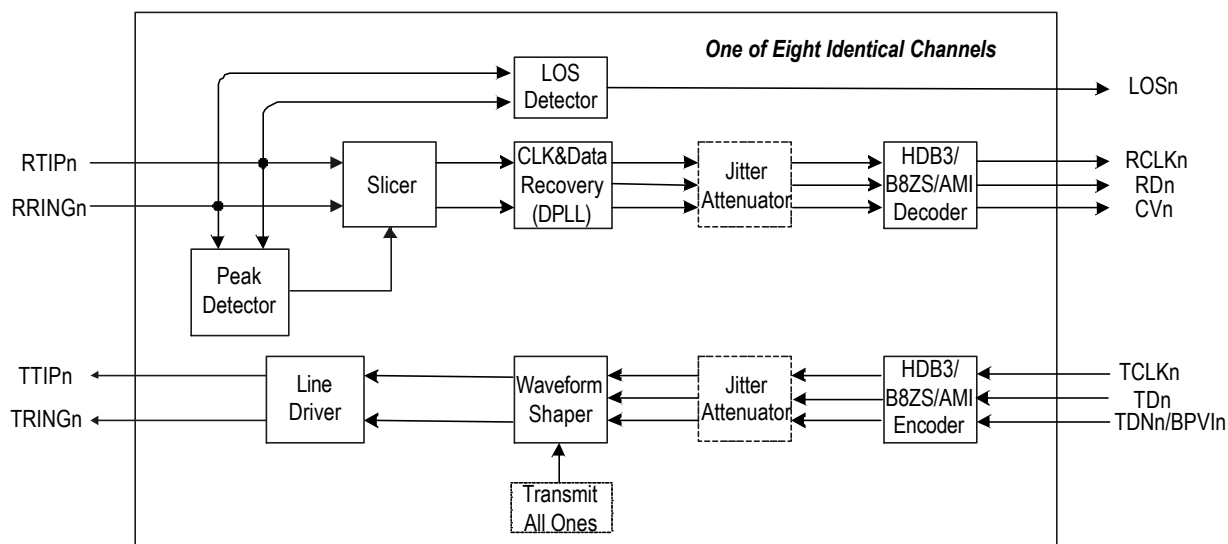 One of Eight Identical Channels
LOS
Detector
LOSn
RTIPn
RRINGn
Slicer
CLK&Data
Recovery
(DPLL)
Jitter
Attenuator
HDB3/
B8ZS/AMI
Decoder
RCLKn
RDn
CVn
Peak
Detector
TTIPn
TRINGn
Line
Driver
Waveform
Shaper
Jitter
Attenuator
HDB3/
B8ZS/AMI
Encoder
TCLKn
TDn
TDNn/BPVIn
Transmit
All Ones